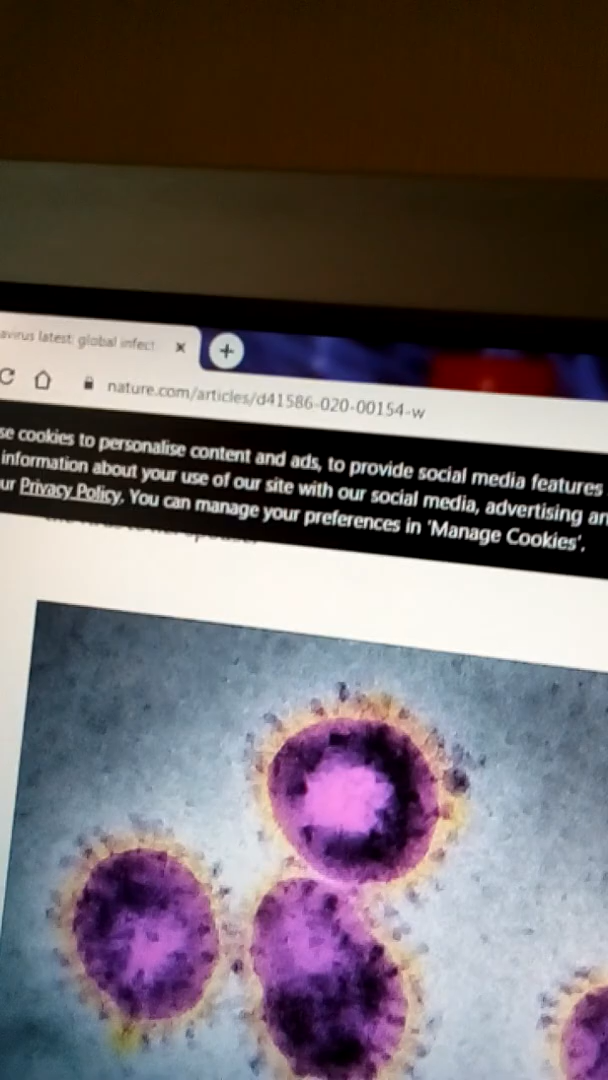 avirus latest: global infect
nature.com/articles/d41586-020-00154-w
se cookies to personalise content and ads, to provide social media features
information about your use of our site with our social media, advertising an
ur Privacy Policy. You can manage your preferences in 'Manage Cookies'.